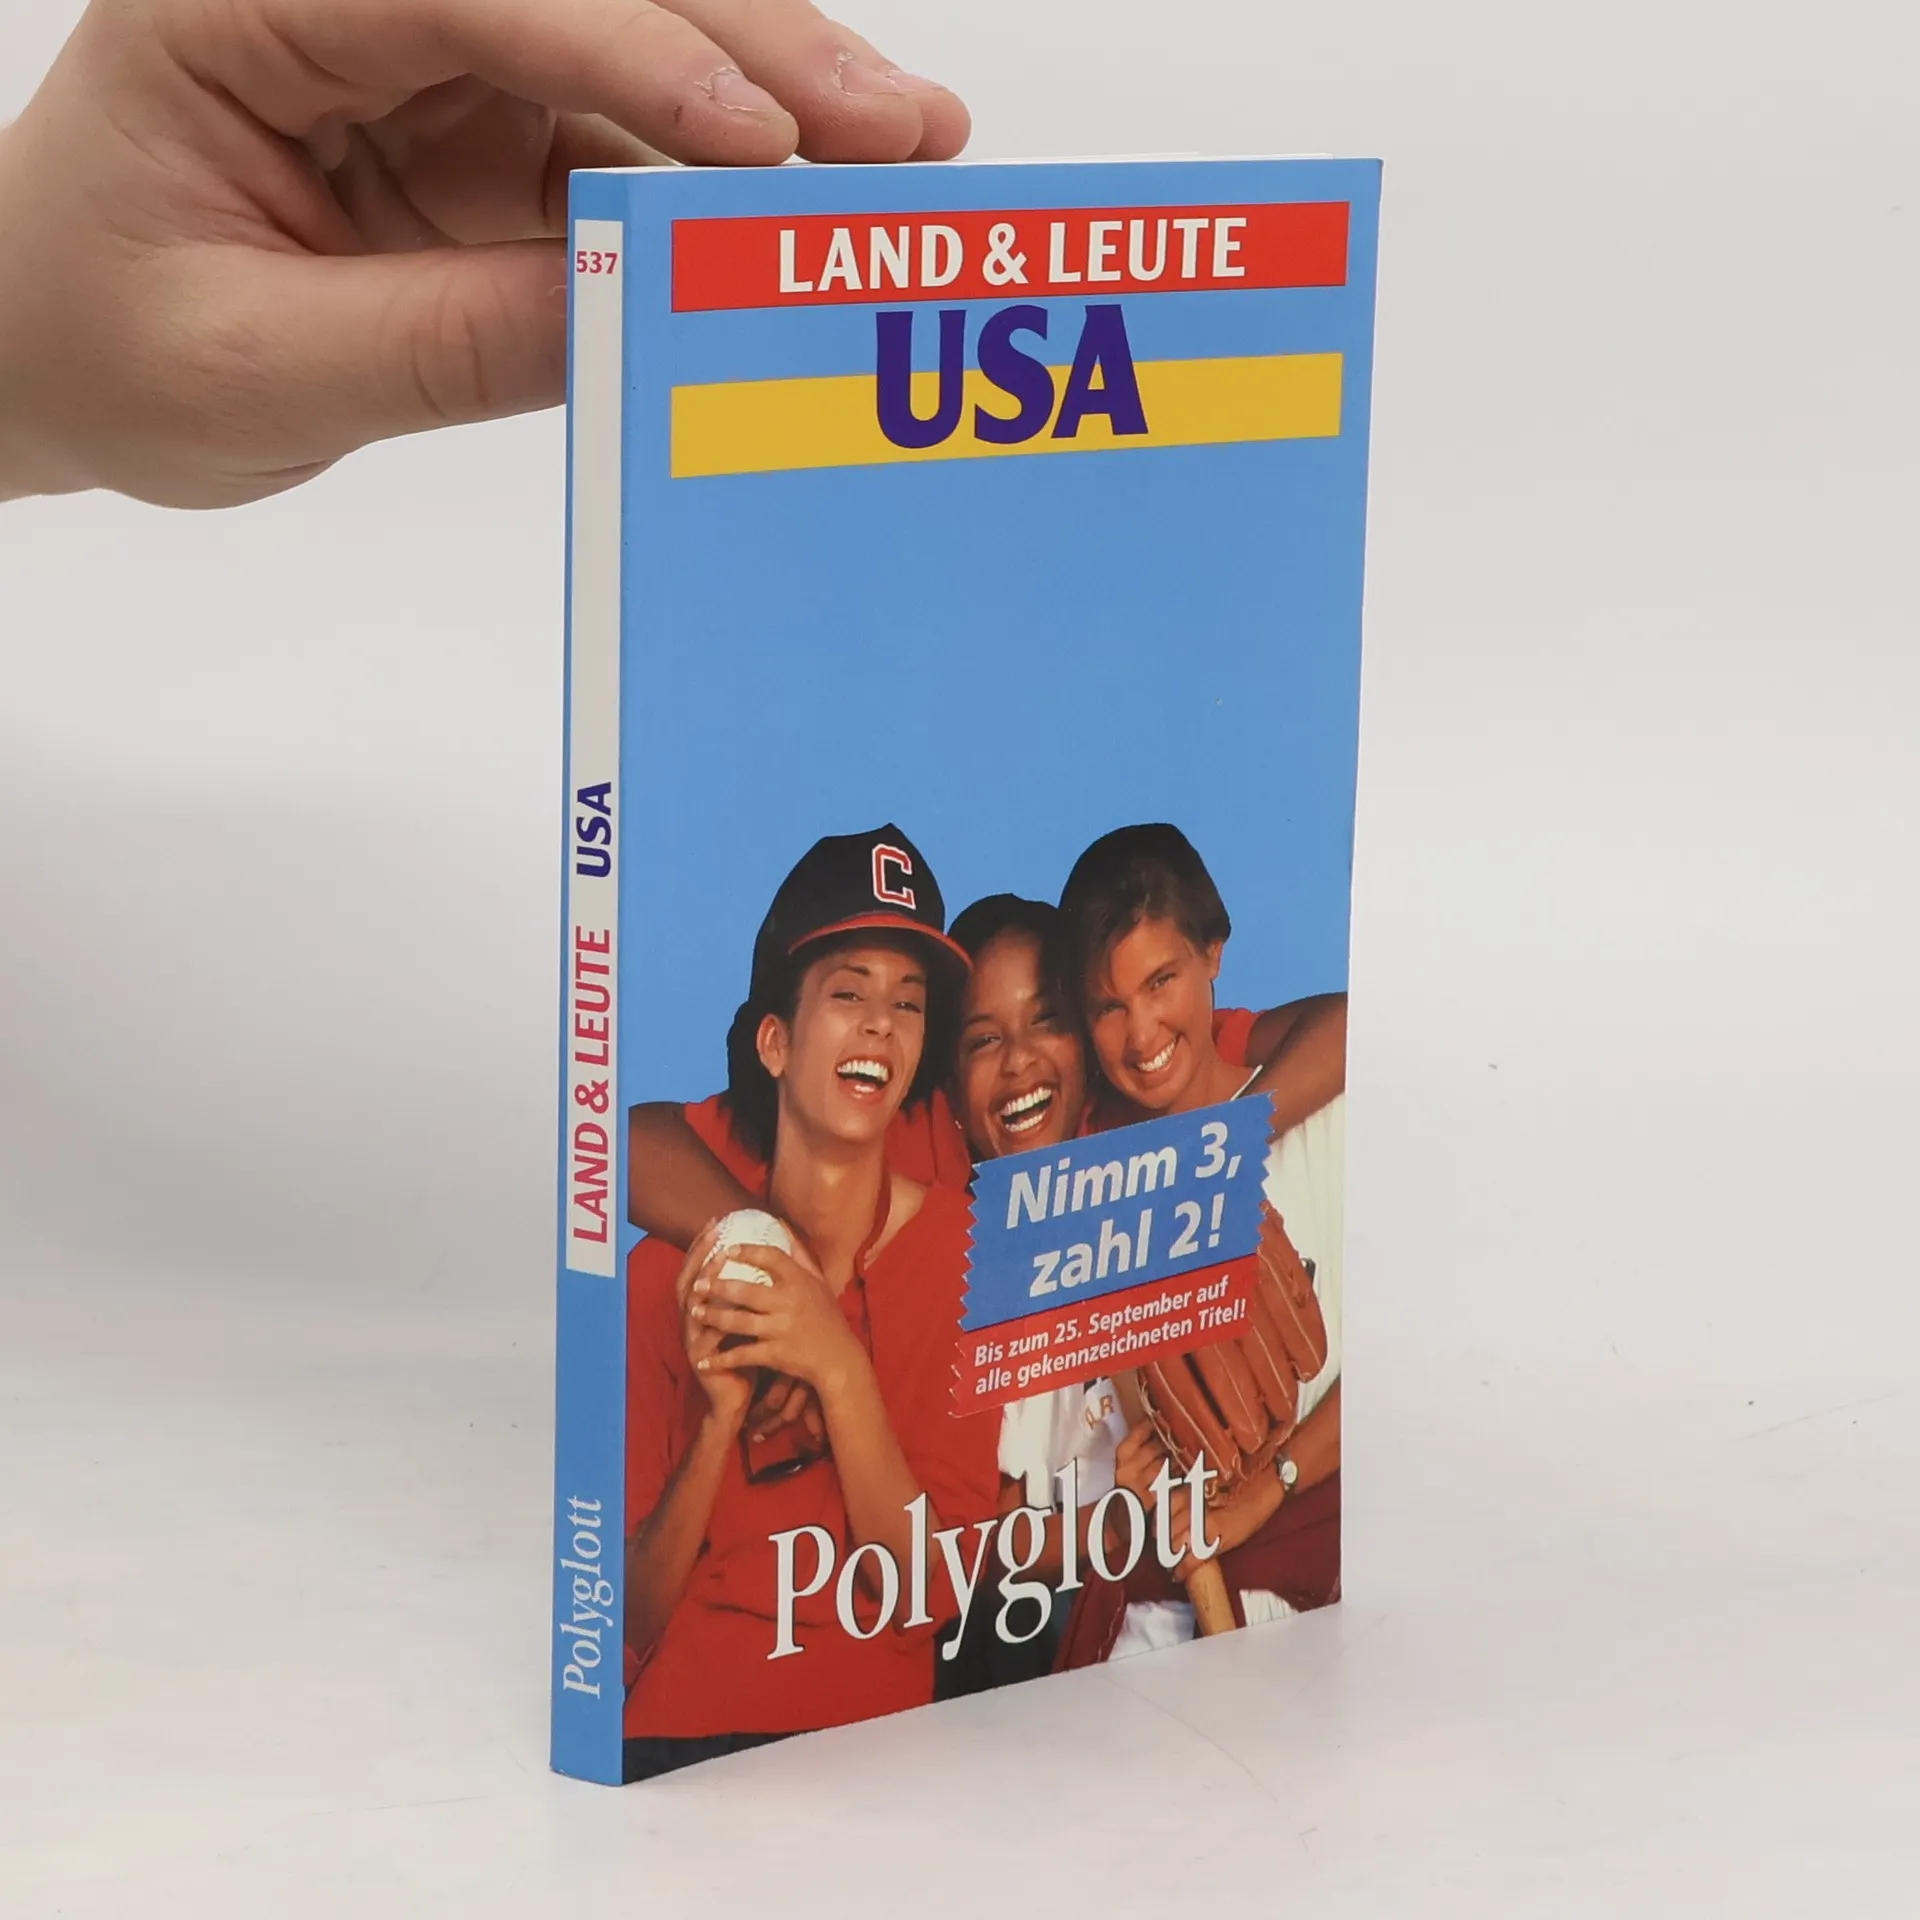 537
LAND & LEUTE USA
Polyglott
LAND & LEUTE
USA
C
Nimm 3,
zahl 2!
Bis zum 25. September auf
alle gekennzeichneten Titel!
Polyglott